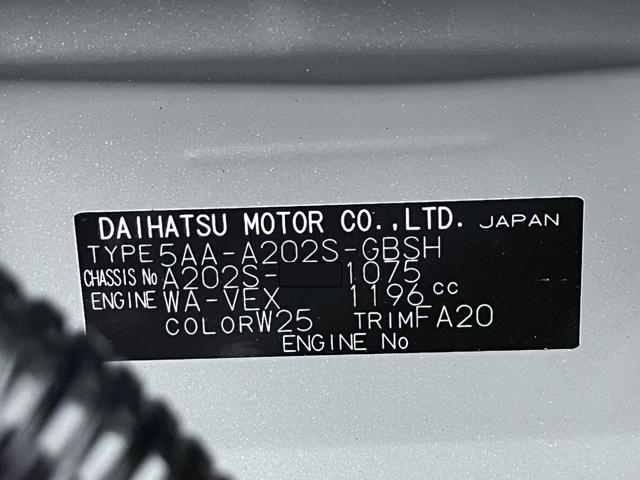 DAIHATSU MOTOR CO.,LTD. JAPAN
TYPE 5AA-A202S-GBSH
CHASSIS No A202S- 1075
ENGINE WA-VEX 1196 cc
COLOR W25 TRIM FA20
ENGINE No